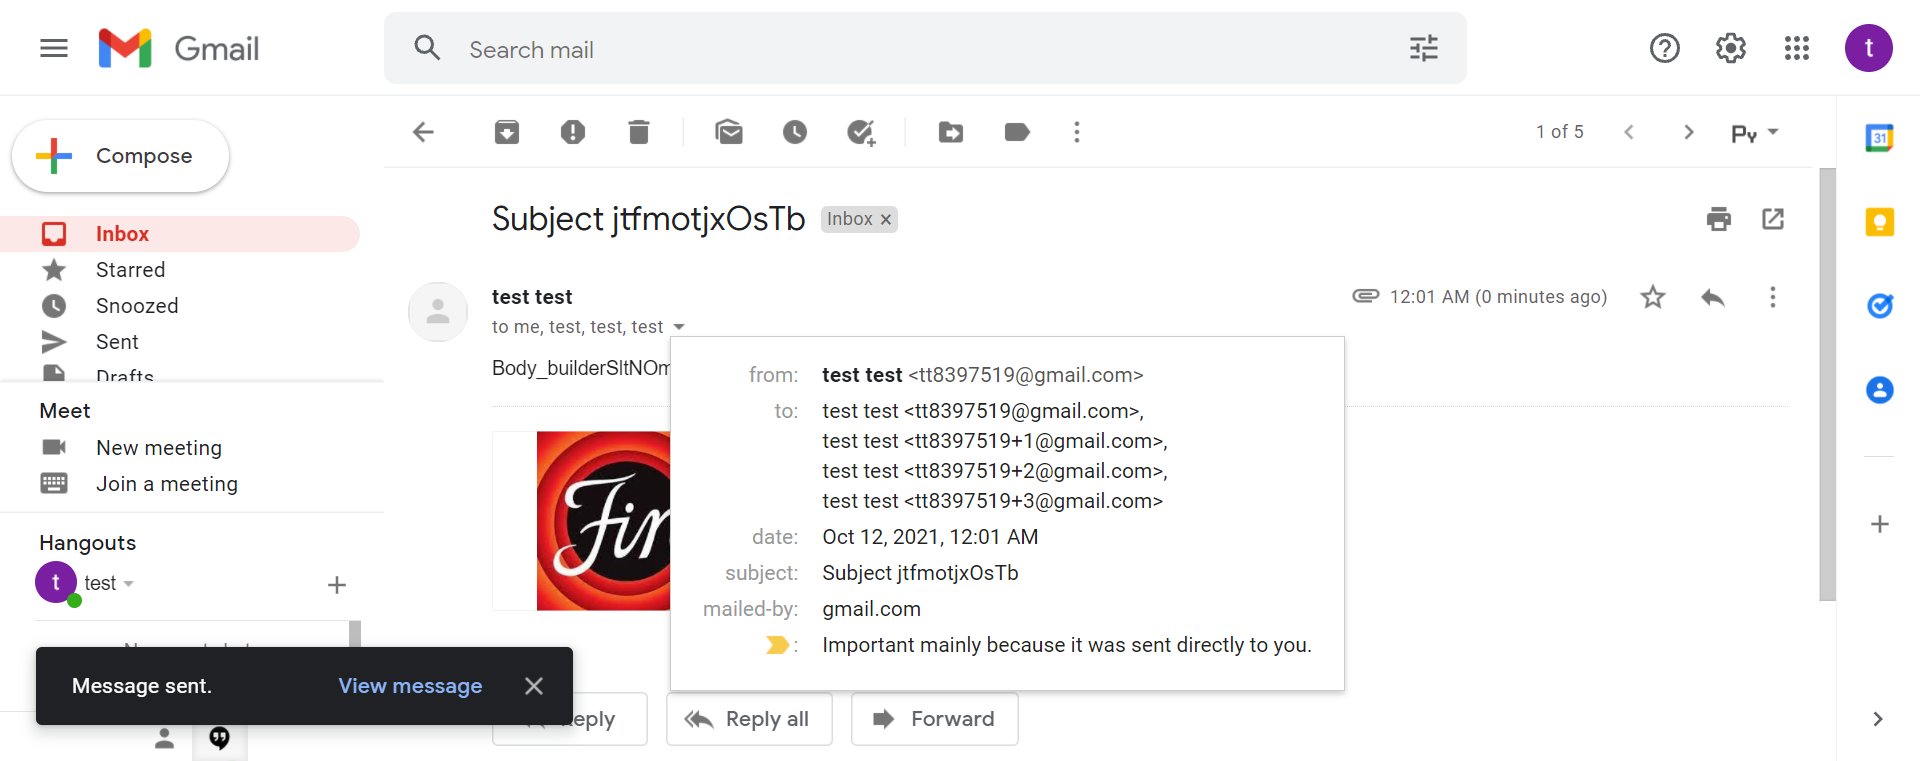 Gmail
Search mail
t
Compose
1 of 5
Subject jtfmotjxOsTb
Inbox ×
Inbox
Starred
Snoozed
Sent
Drafts
test test
12:01 AM (0 minutes ago)
to me, test, test, test
Body_builderSltNOm
from: test test <tt8397519@gmail.com>
to: test test <tt8397519@gmail.com>,
test test <tt8397519+1@gmail.com>,
test test <tt8397519+2@gmail.com>,
test test <tt8397519+3@gmail.com>
date: Oct 12, 2021, 12:01 AM
subject: Subject jtfmotjxOsTb
mailed-by: gmail.com
: Important mainly because it was sent directly to you.
Meet
New meeting
Join a meeting
Hangouts
t
test
Message sent.
View message
Reply all
Forward
31